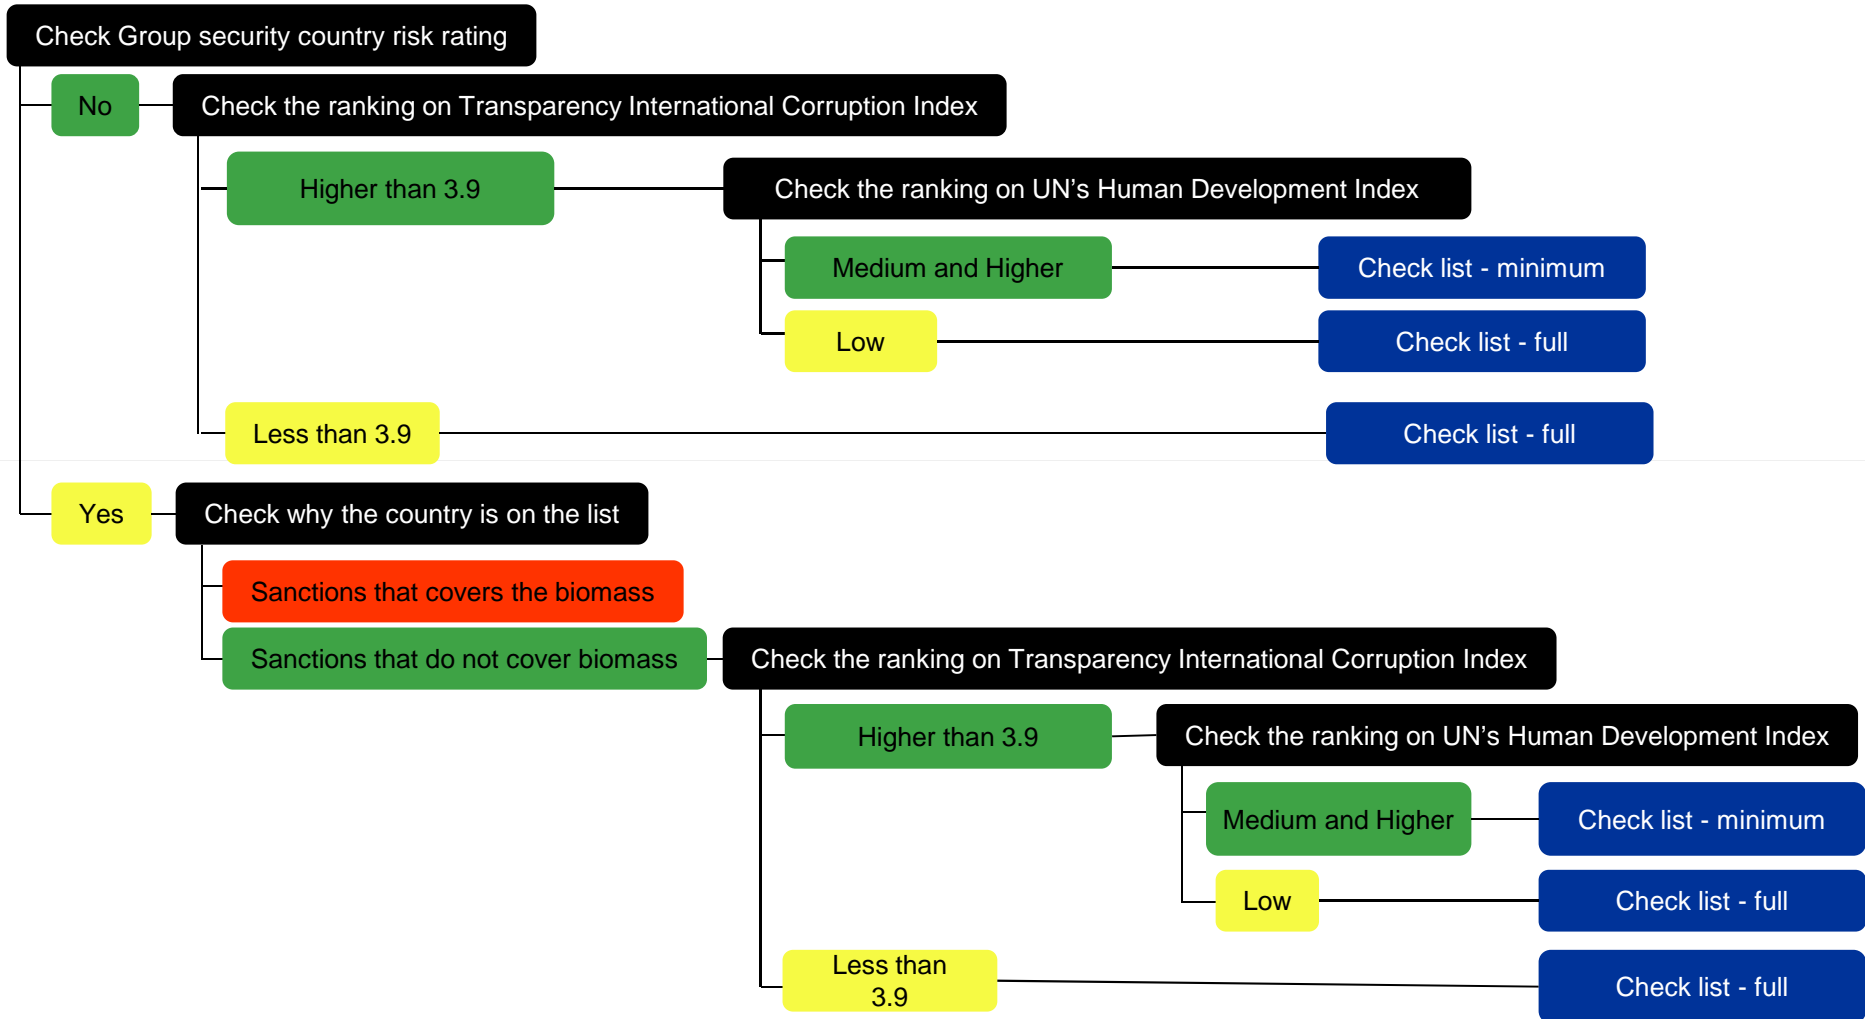 Check Group security country risk rating
No
Check the ranking on Transparency International Corruption Index
Higher than 3.9
Check the ranking on UN’s Human Development Index
Medium and Higher
Check list - minimum
Low
Check list - full
Less than 3.9
Check list - full
Yes
Check why the country is on the list
Sanctions that covers the biomass
Sanctions that do not cover biomass
Check the ranking on Transparency International Corruption Index
Higher than 3.9
Check the ranking on UN’s Human Development Index
Medium and Higher
Check list - minimum
Low
Check list - full
Less than
3.9
Check list - full